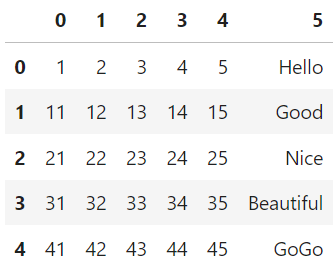 0 1 2 3 4 5
0 1 2 3 4 5 Hello
1 11 12 13 14 15 Good
2 21 22 23 24 25 Nice
3 31 32 33 34 35 Beautiful
4 41 42 43 44 45 GoGo